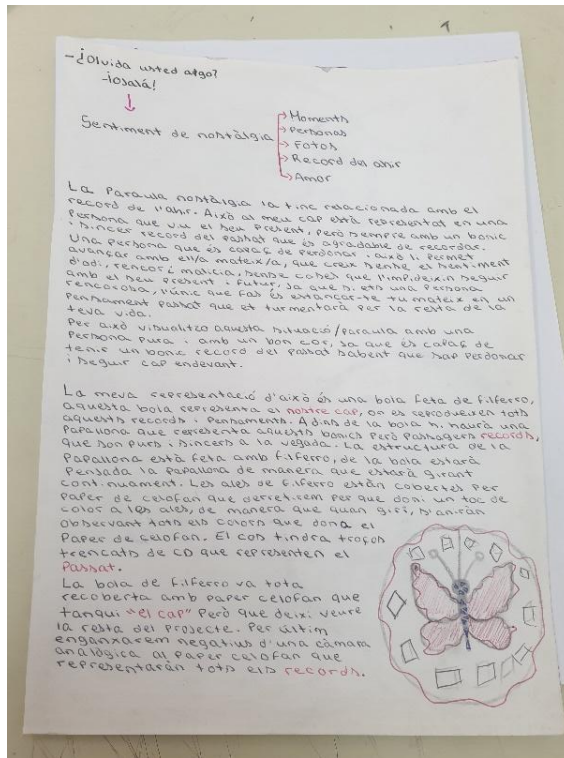 -¿Olvida usted algo?
-¡ojalá!
Sentiment de nostàlgia
Moments
Personas
Fotos
Record del ahir
Amor
La Paraula nostàlgia la tinc relacionada amb el
record de l'ahir. Això al meu cap està representat en una
Persona que viu el seu present, Però sempre amb un bonic
i sincer record del passat que és agradable de recordar.
Una persona que és capaç de perdonar i això li permet
avançar amb ell/a mateix/a, que creix sense el sentiment
d'odi, rencor i malicia, sense coses que l'impideixin seguir
amb el seu present i futur, ja que si ets una persona
rencorosa, l'únic que fas és estancar-te tu mateix en un
Pensament passat que et turmentarà per la resta de la
teva vida.
Per això visualitzo aquesta situació/paraula amb una
Persona pura i amb un bon cor, ja que és capaç de
tenir un bonic record del passat sabent que sap perdonar
i seguir cap endevant.
La meva representació d'això és una bola feta de filferro,
aquesta bola representa el nostre cap, on es reprodueixen tots
aquests records i pensaments. Adins de la bola hi haurà una
Papallona que representa aquests bonics Però Passagers records,
que son purs i sincers a la vegada. La estructura de la
Papallona està feta amb filferro, de la bola estarà
Pensada la papallona de manera que estarà girant
continuament. Les ales de filferro estàn cobertes per
Paper de celofan que derretirem per que doni un toc de
color a les ales, de manera que quan giri, s'aniràn
observant tots els colors que dona el
Paper de celofan. El cos tindra troços
trencats de CD que representen el
Passat.
La bola de filferro va tota
recoberta amb paper celofan que
tanqui "el cap" Però que deixi veure
la resta del projecte. Per últim
enganxarem negatius d'una càmara
analògica al paper celofan que
representaràn tots els records.